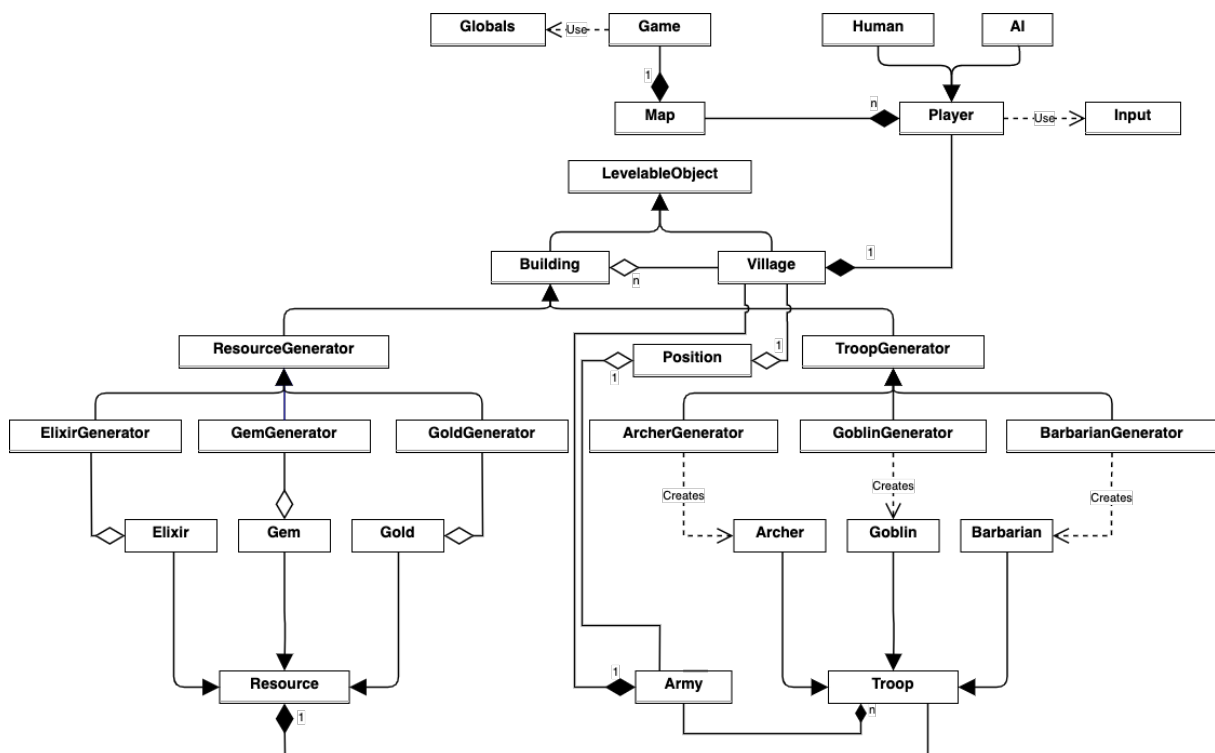 Globals
Use
Game
Human
AI
1
Map
n
Player
Use
Input
LevelableObject
Building
n
Village
1
ResourceGenerator
1
Position
1
TroopGenerator
ElixirGenerator
GemGenerator
GoldGenerator
ArcherGenerator
GoblinGenerator
BarbarianGenerator
Creates
Creates
Creates
Elixir
Gem
Gold
Archer
Goblin
Barbarian
Resource
1
Army
Troop
1
n